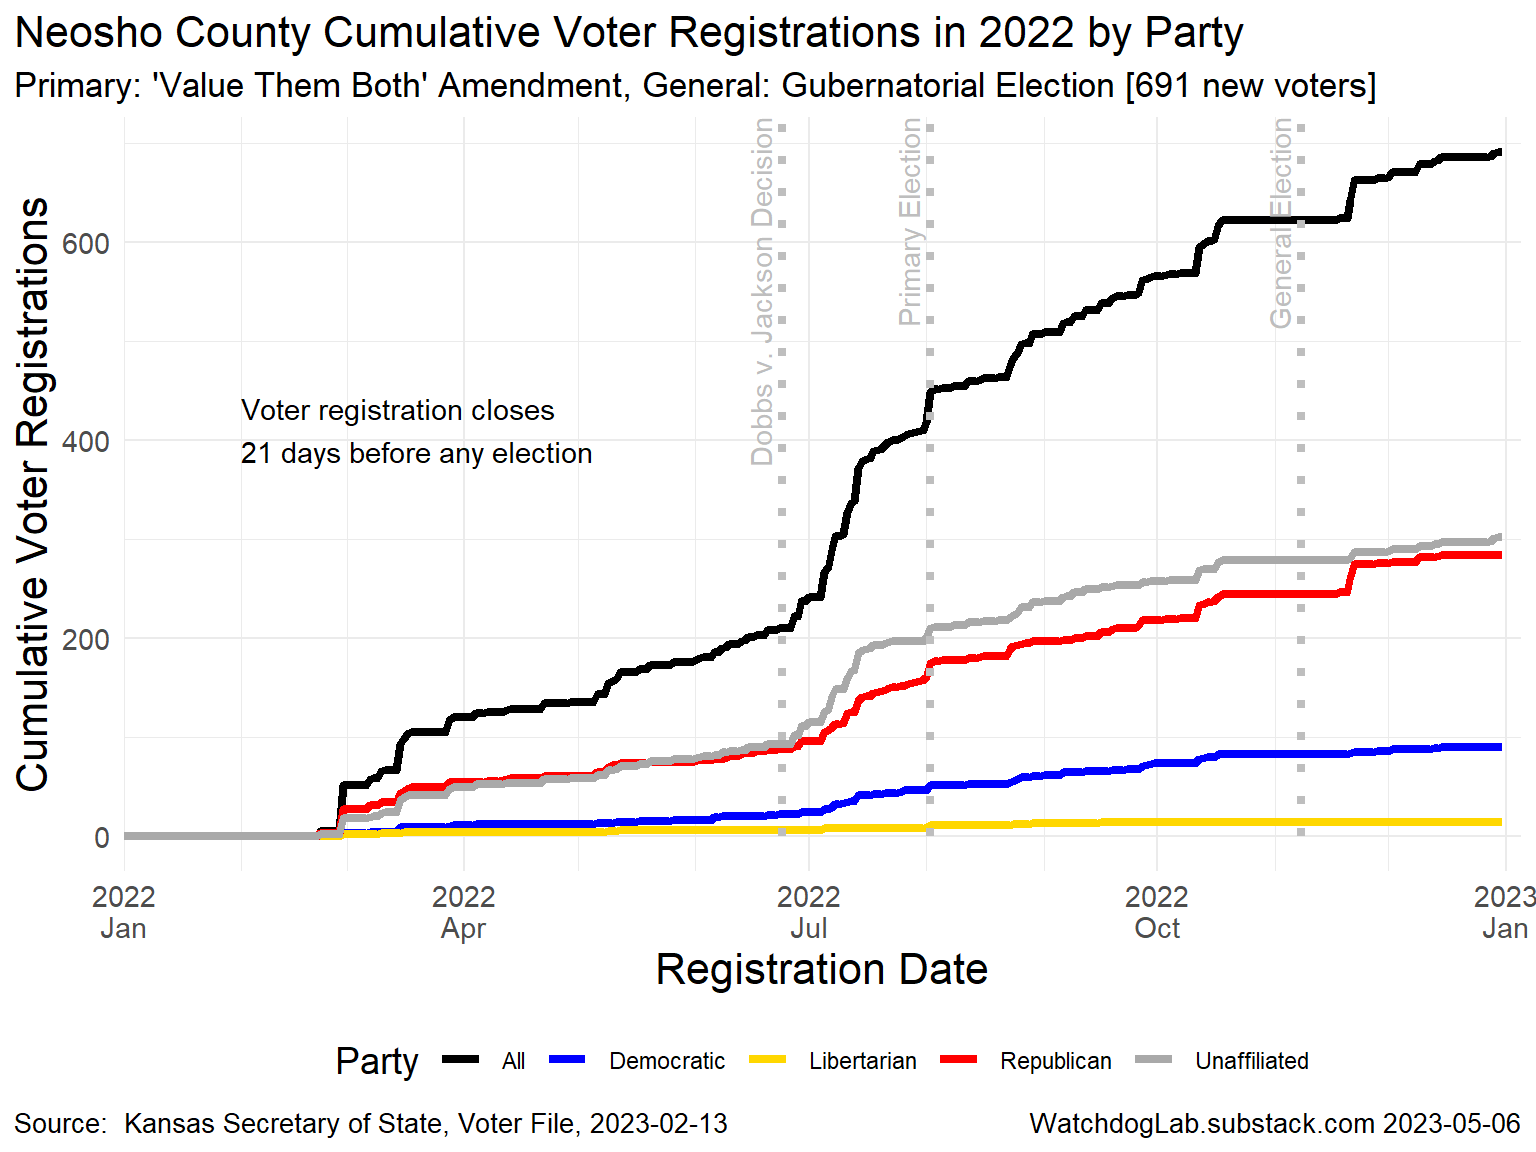 Neosho County Cumulative Voter Registrations in 2022 by Party
Primary: 'Value Them Both' Amendment, General: Gubernatorial Election [691 new voters]
Cumulative Voter Registrations
600
400
200
0
Dobbs v. Jackson Decision
Primary Election
General Election
Voter registration closes
21 days before any election
2022
Jan
2022
Apr
2022
Jul
2022
Oct
2023
Jan
Registration Date
Party
All
Democratic
Libertarian
Republican
Unaffiliated
Source:  Kansas Secretary of State, Voter File, 2023-02-13
WatchdogLab.substack.com 2023-05-06